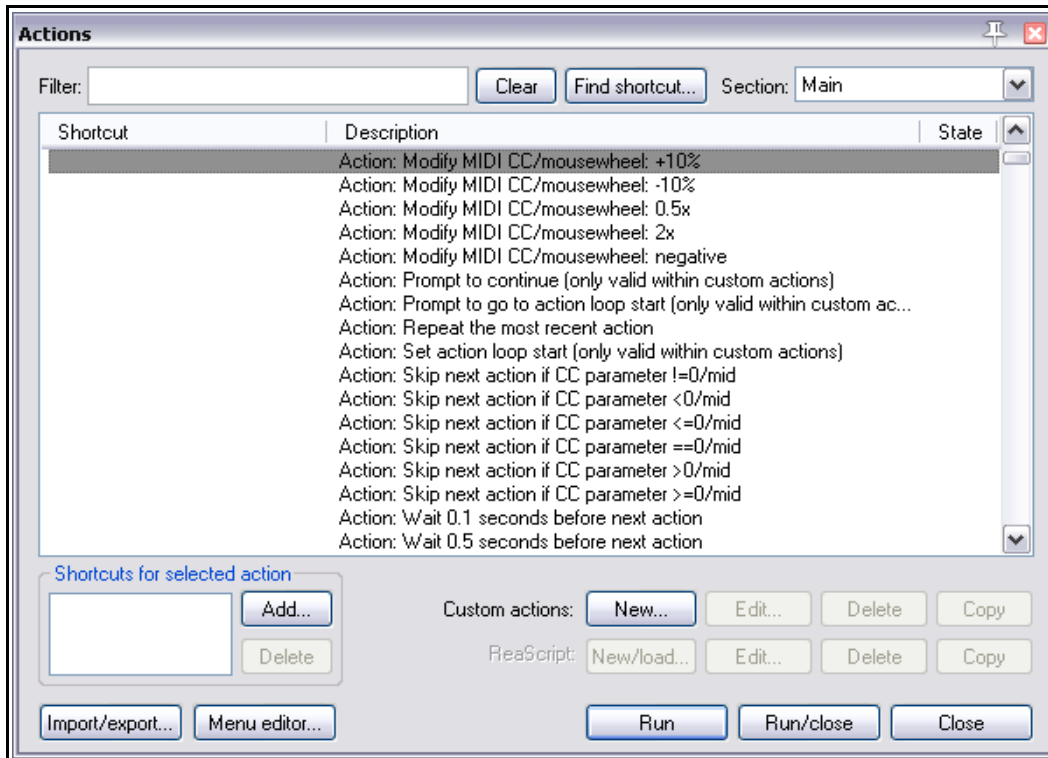 Actions
Filter: Clear Find shortcut... Section: Main
Shortcut Description State
Action: Modify MIDI CC/mousewheel: +10%
Action: Modify MIDI CC/mousewheel: -10%
Action: Modify MIDI CC/mousewheel: 0.5x
Action: Modify MIDI CC/mousewheel: 2x
Action: Modify MIDI CC/mousewheel: negative
Action: Prompt to continue (only valid within custom actions)
Action: Prompt to go to action loop start (only valid within custom ac...
Action: Repeat the most recent action
Action: Set action loop start (only valid within custom actions)
Action: Skip next action if CC parameter !=0/mid
Action: Skip next action if CC parameter <0/mid
Action: Skip next action if CC parameter <=0/mid
Action: Skip next action if CC parameter ==0/mid
Action: Skip next action if CC parameter >0/mid
Action: Skip next action if CC parameter >=0/mid
Action: Wait 0.1 seconds before next action
Action: Wait 0.5 seconds before next action
Shortcuts for selected action
Add... Custom actions: New... Edit... Delete Copy
Delete ReaScript: New/load... Edit... Delete Copy
Import/export... Menu editor... Run Run/close Close